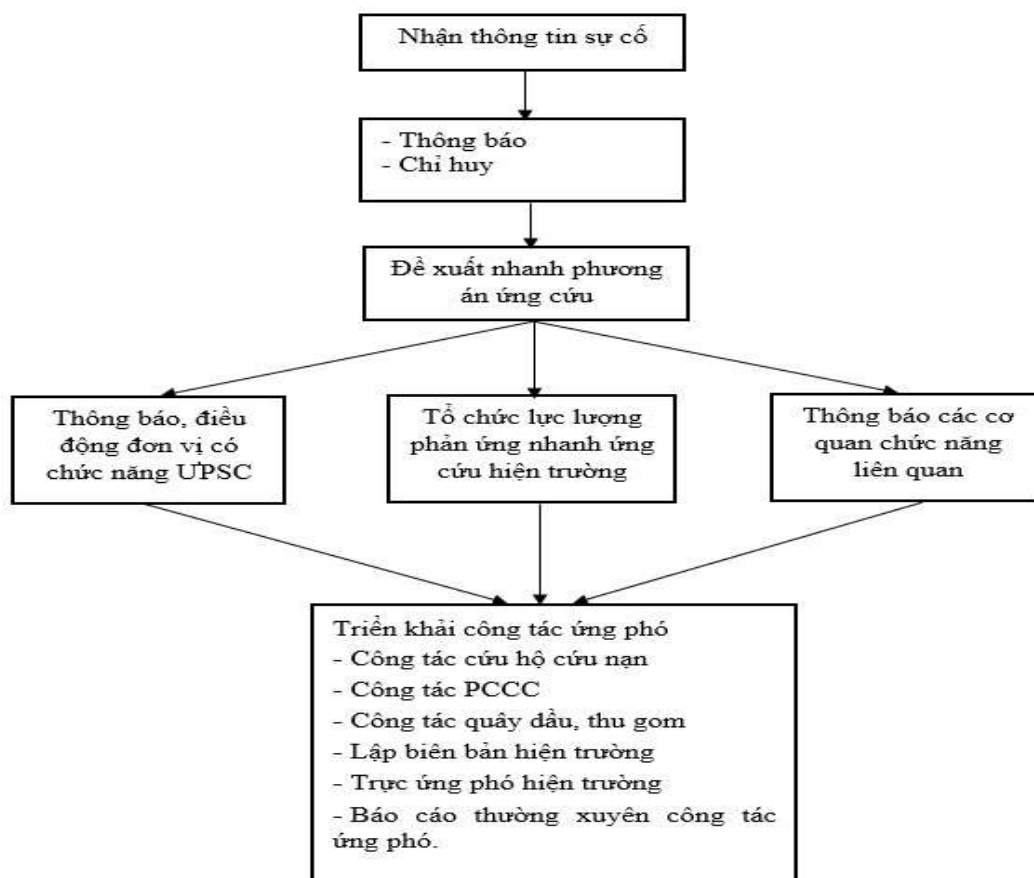 Nhận thông tin sự cố
- Thông báo
- Chỉ huy
Đề xuất nhanh phương
án ứng cứu
Thông báo, điều
động đơn vị có
chức năng ƯPSC
Tổ chức lực lượng
phản ứng nhanh ứng
cứu hiện trường
Thông báo các cơ
quan chức năng
liên quan
Triển khải công tác ứng phó
- Công tác cứu hộ cứu nạn
- Công tác PCCC
- Công tác quây dầu, thu gom
- Lập biên bản hiện trường
- Trực ứng phó hiện trường
- Báo cáo thường xuyên công tác
ứng phó.